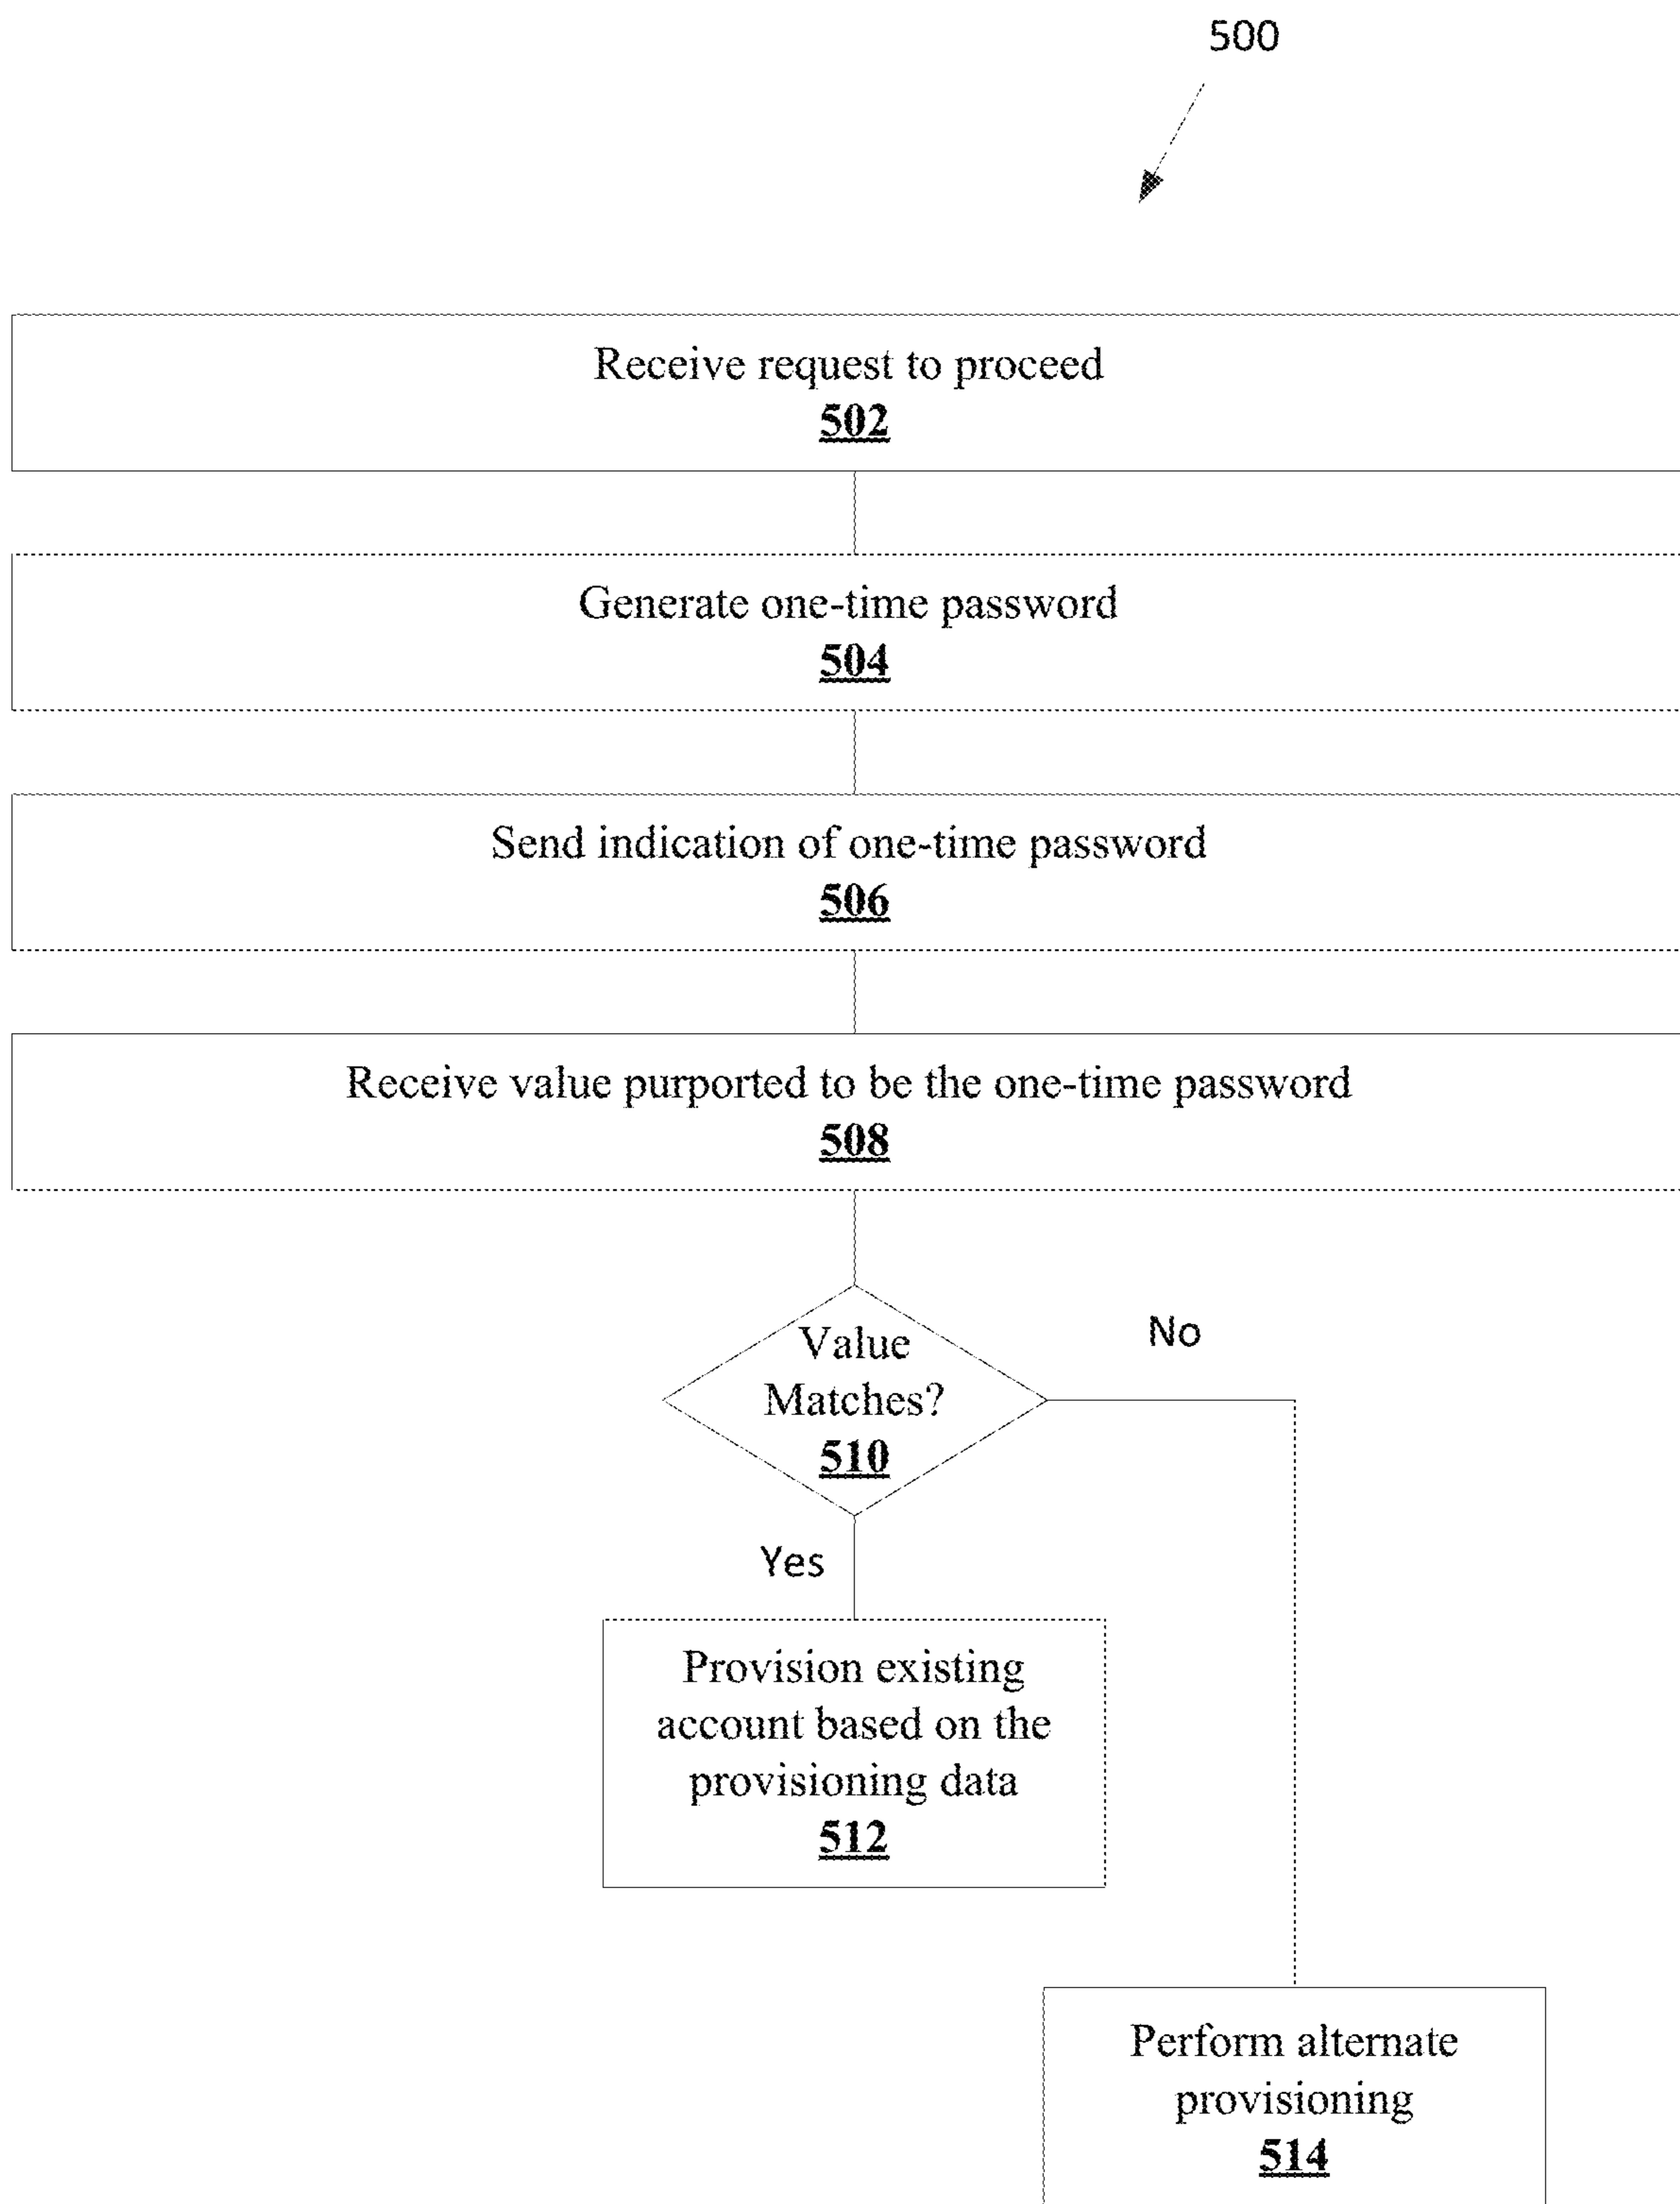 500
Receive request to proceed
502
Generate one-time password
504
Send indication of one-time password
506
Receive value purported to be the one-time password
508
Value
Matches?
510
No
Yes
Provision existing
account based on the
provisioning data
512
Perform alternate
provisioning
514